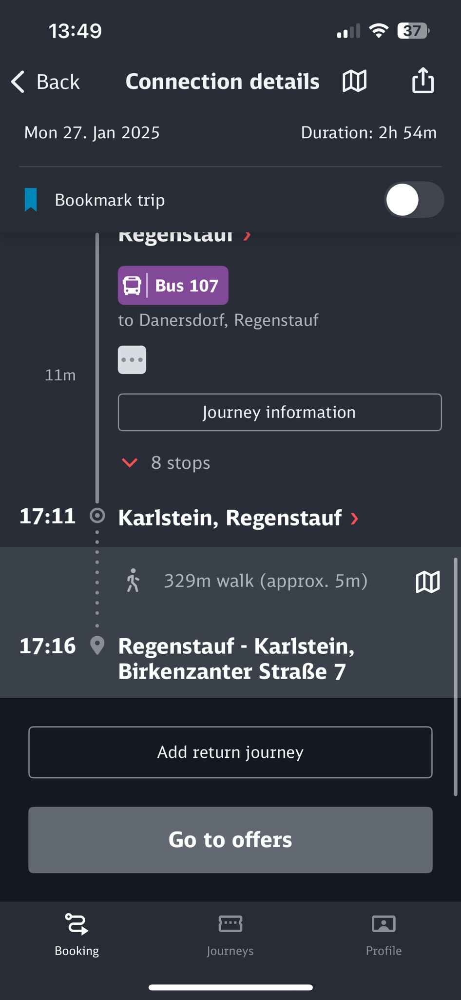 13:49
37
Back
Connection details
Mon 27. Jan 2025
Duration: 2h 54m
Bookmark trip
Regenstauf
Bus 107
to Danersdorf, Regenstauf
11m
Journey information
8 stops
17:11 Karlstein, Regenstauf
329m walk (approx. 5m)
17:16 Regenstauf - Karlstein,
Birkenzanter Straße 7
Add return journey
Go to offers
Booking
Journeys
Profile